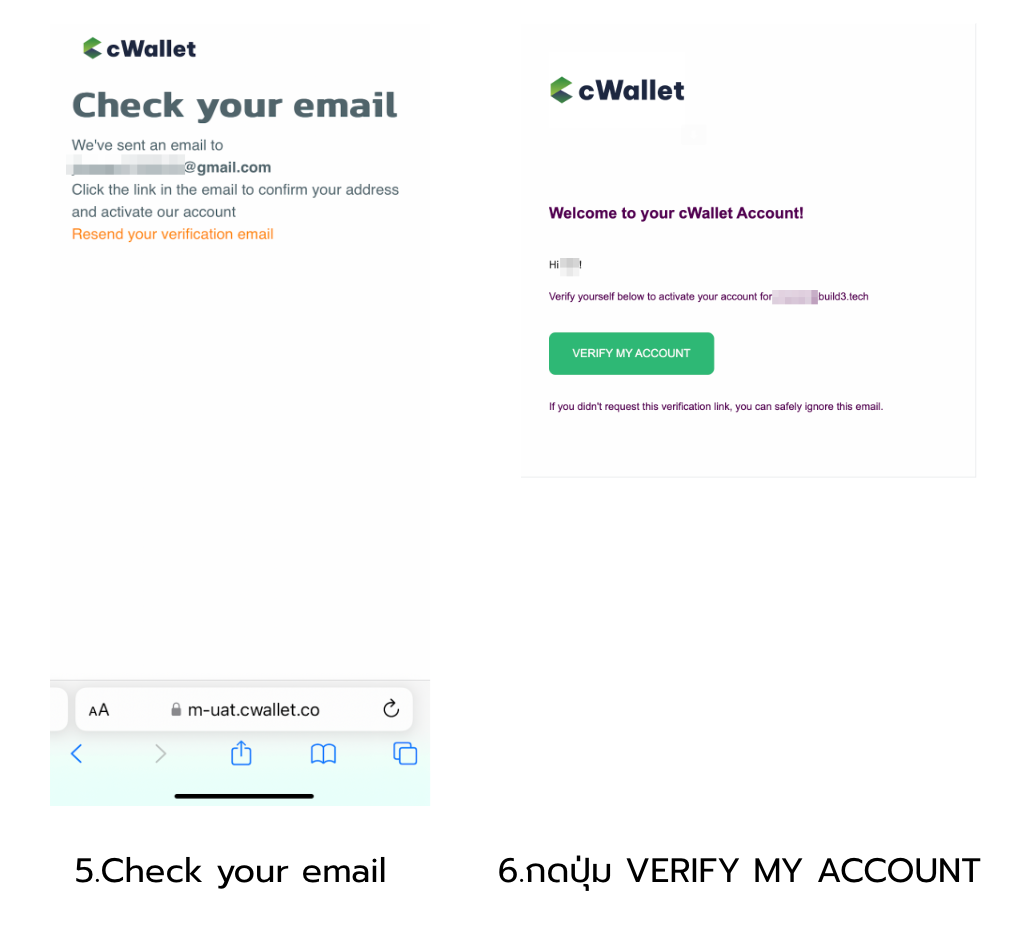 cWallet
Check your email
We've sent an email to
@gmail.com
Click the link in the email to confirm your address
and activate our account
Resend your verification email
AA m-uat.cwallet.co
5.Check your email
cWallet
Welcome to your cWallet Account!
Hi !
Verify yourself below to activate your account for build3.tech
VERIFY MY ACCOUNT
If you didn't request this verification link, you can safely ignore this email.
6.กดปุ่ม VERIFY MY ACCOUNT